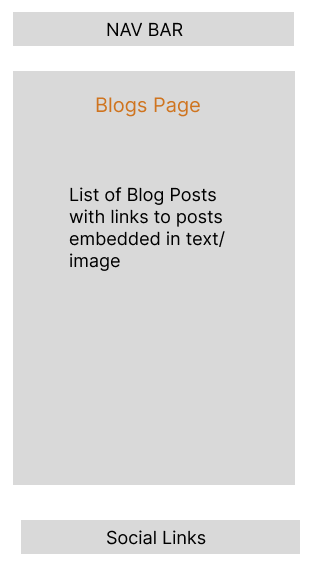 NAV BAR
Blogs Page
List of Blog Posts
with links to posts
embedded in text/
image
Social Links